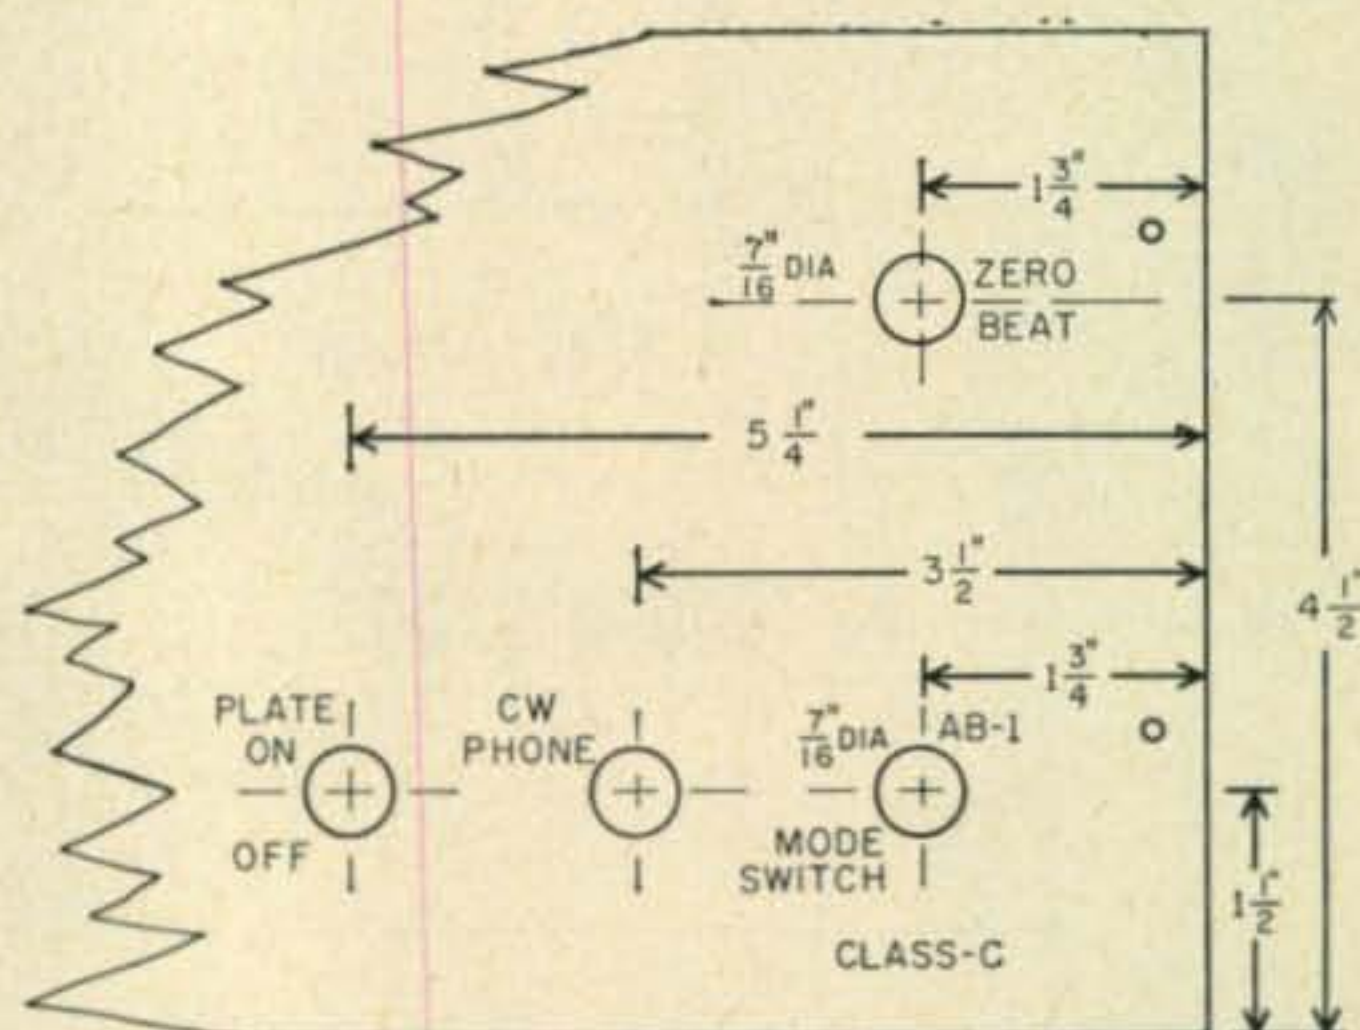 1 3/4"
7/16" DIA
ZERO
BEAT
5 1/4"
3 1/2"
4 1/2"
1 3/4"
PLATE
ON
OFF
CW
PHONE
7/16" DIA
AB-1
MODE
SWITCH
1 1/2"
CLASS-C